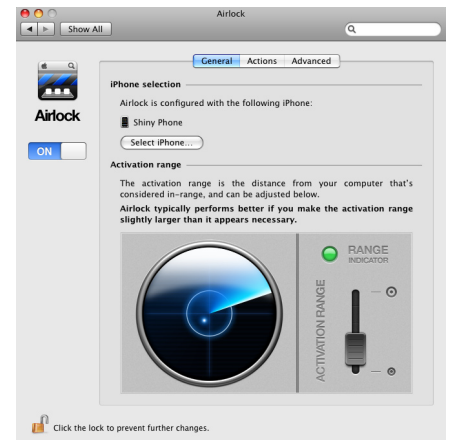 Airlock
Show All
General Actions Advanced
iPhone selection
Airlock is configured with the following iPhone:
Shiny Phone
Select iPhone...
Airlock
ON
Activation range
The activation range is the distance from your computer that's
considered in-range, and can be adjusted below.
Airlock typically performs better if you make the activation range
slightly larger than it appears necessary.
RANGE
INDICATOR
ACTIVATION RANGE
Click the lock to prevent further changes.